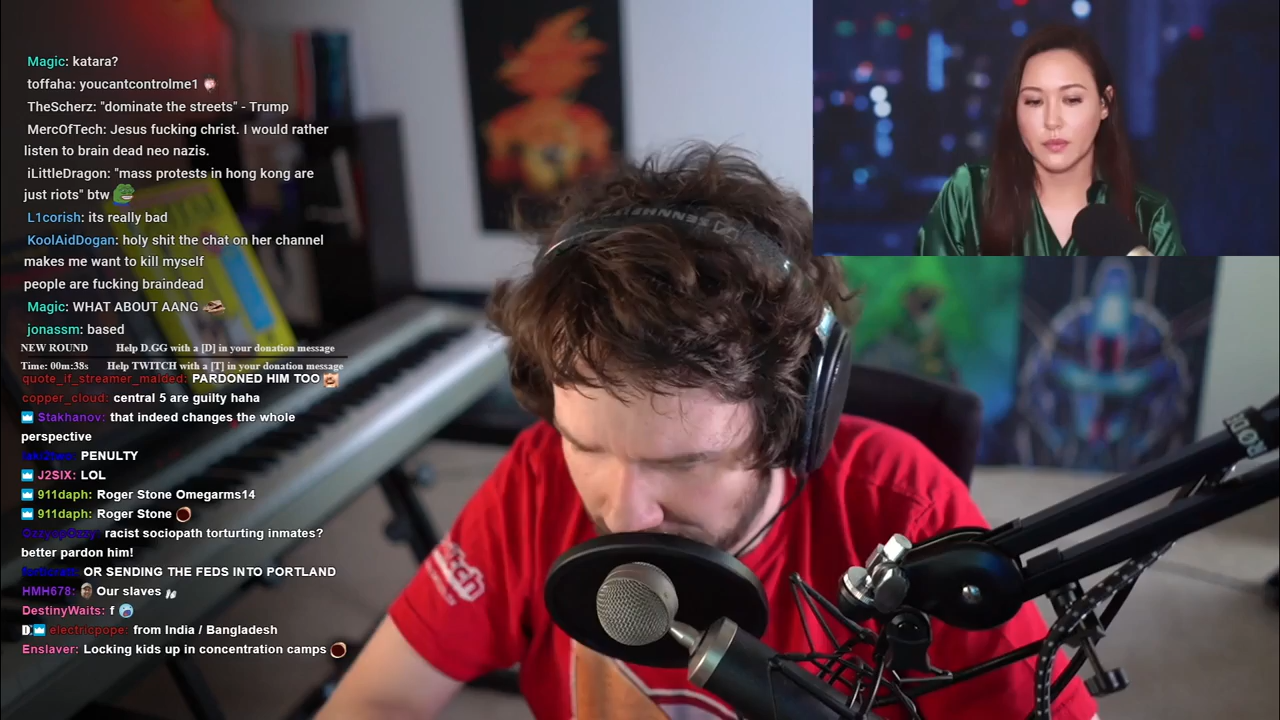 Magic: katara?
toffaha: youcantcontrolme1
TheScherz: "dominate the streets" - Trump
MercOfTech: Jesus fucking christ. I would rather
listen to brain dead neo nazis.
iLittleDragon: "mass protests in hong kong are
just riots" btw
L1corish: its really bad
KoolAidDogan: holy shit the chat on her channel
makes me want to kill myself
people are fucking braindead
Magic: WHAT ABOUT AANG
jonassm: based
NEW ROUND Help D.GG with a [D] in your donation message
Time: 00m:38s Help TWITCH with a [T] in your donation message
quote_if_streamer_maided: PARDONED HIM TOO
copper_cloud: central 5 are guilty haha
Stakhanov: that indeed changes the whole
perspective
PENULTY
J2SIX: LOL
911daph: Roger Stone Omegarms14
911daph: Roger Stone
racist sociopath torturting inmates?
better pardon him!
OR SENDING THE FEDS INTO PORTLAND
HMH678: Our slaves
DestinyWaits: f
D: electricpope: from India / Bangladesh
Enslaver: Locking kids up in concentration camps
SENNHEISER
twitch
RODE